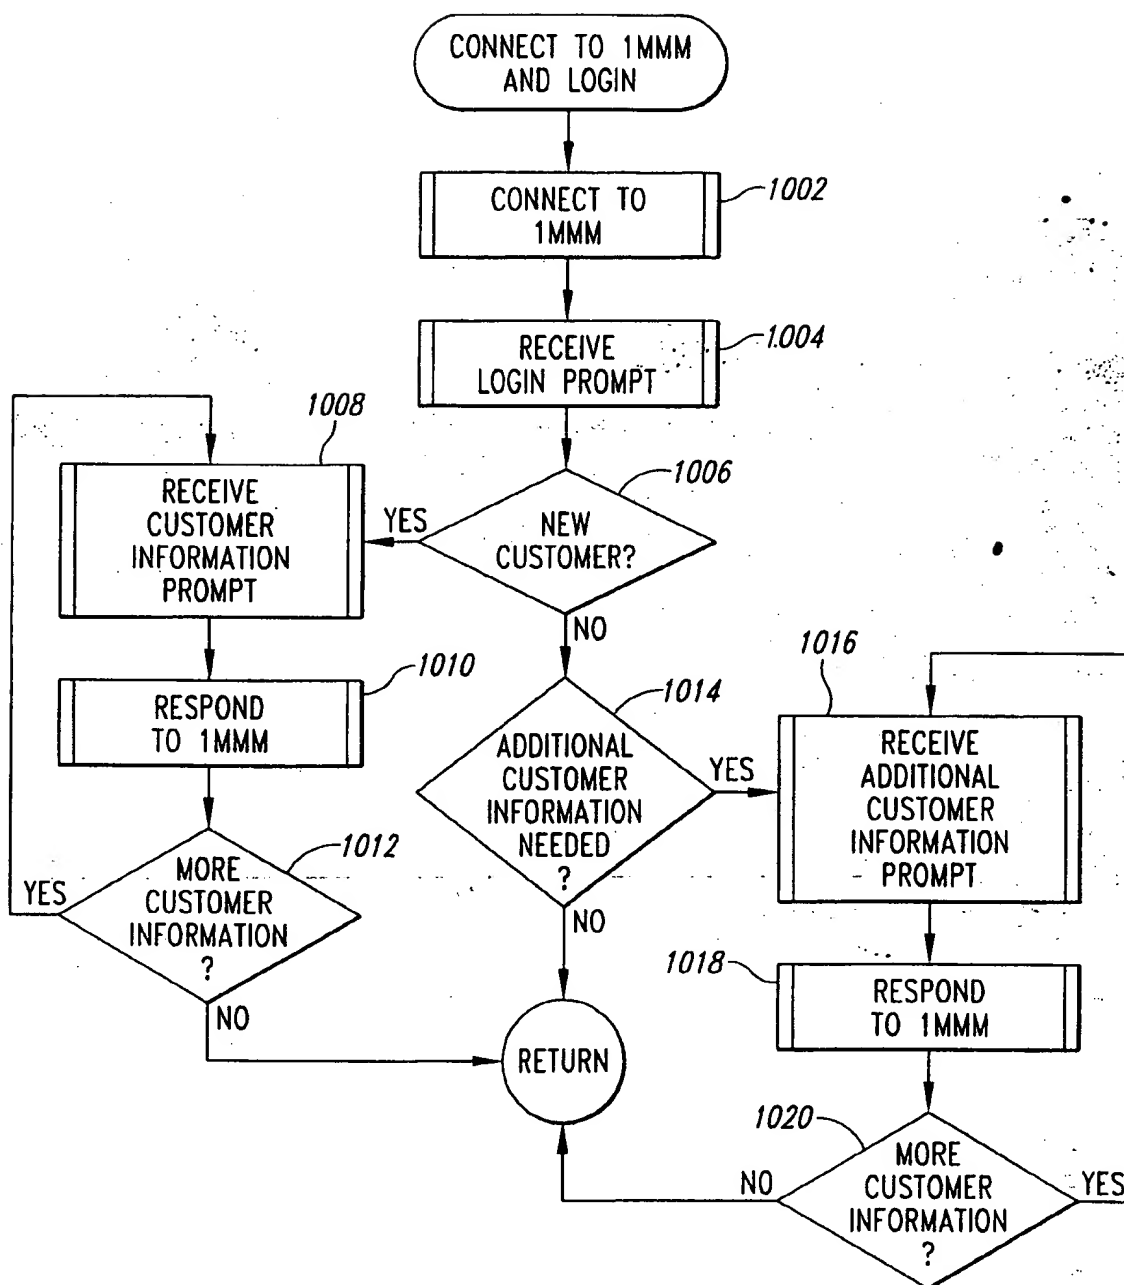 CONNECT TO 1MMM
AND LOGIN
CONNECT TO
1MMM
1002
RECEIVE
LOGIN PROMPT
1004
1008
RECEIVE
CUSTOMER
INFORMATION
PROMPT
YES
NEW
CUSTOMER?
1006
NO
RESPOND
TO 1MMM
1010
ADDITIONAL
CUSTOMER
INFORMATION
NEEDED
?
1014
YES
1016
RECEIVE
ADDITIONAL
CUSTOMER
INFORMATION
PROMPT
YES
MORE
CUSTOMER
INFORMATION
?
1012
NO
NO
1018
RESPOND
TO 1MMM
RETURN
1020
NO
MORE
CUSTOMER
INFORMATION
?
YES